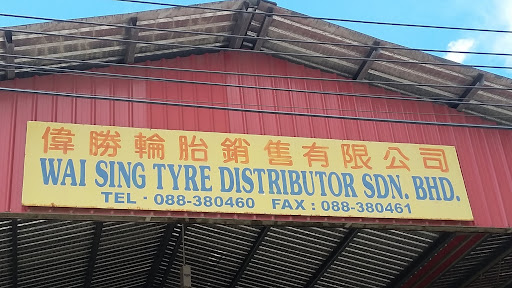 偉勝輪胎銷售有限公司
WAI SING TYRE DISTRIBUTOR SDN. BHD.
TEL - 088-380460 FAX : 088-380461